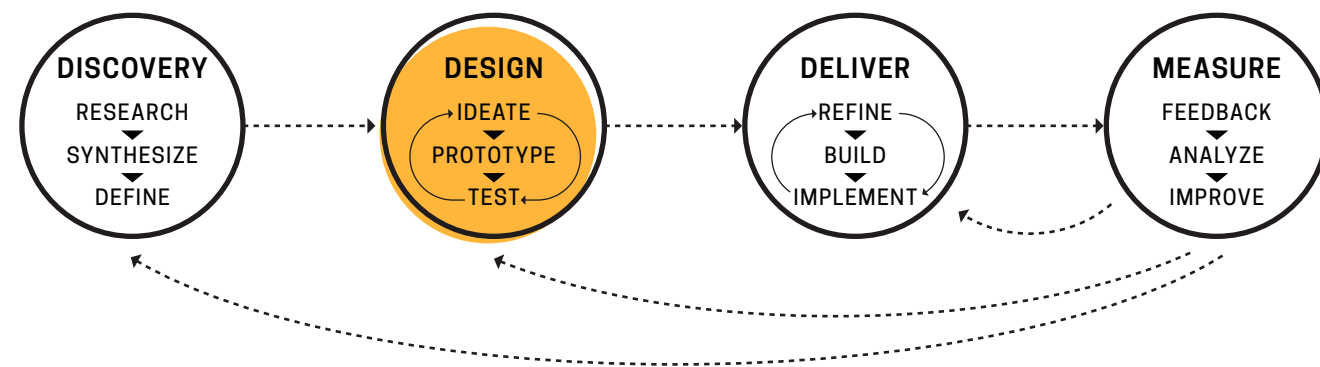 DISCOVERY
RESEARCH
SYNTHESIZE
DEFINE
DESIGN
IDEATE
PROTOTYPE
TEST
DELIVER
REFINE
BUILD
IMPLEMENT
MEASURE
FEEDBACK
ANALYZE
IMPROVE